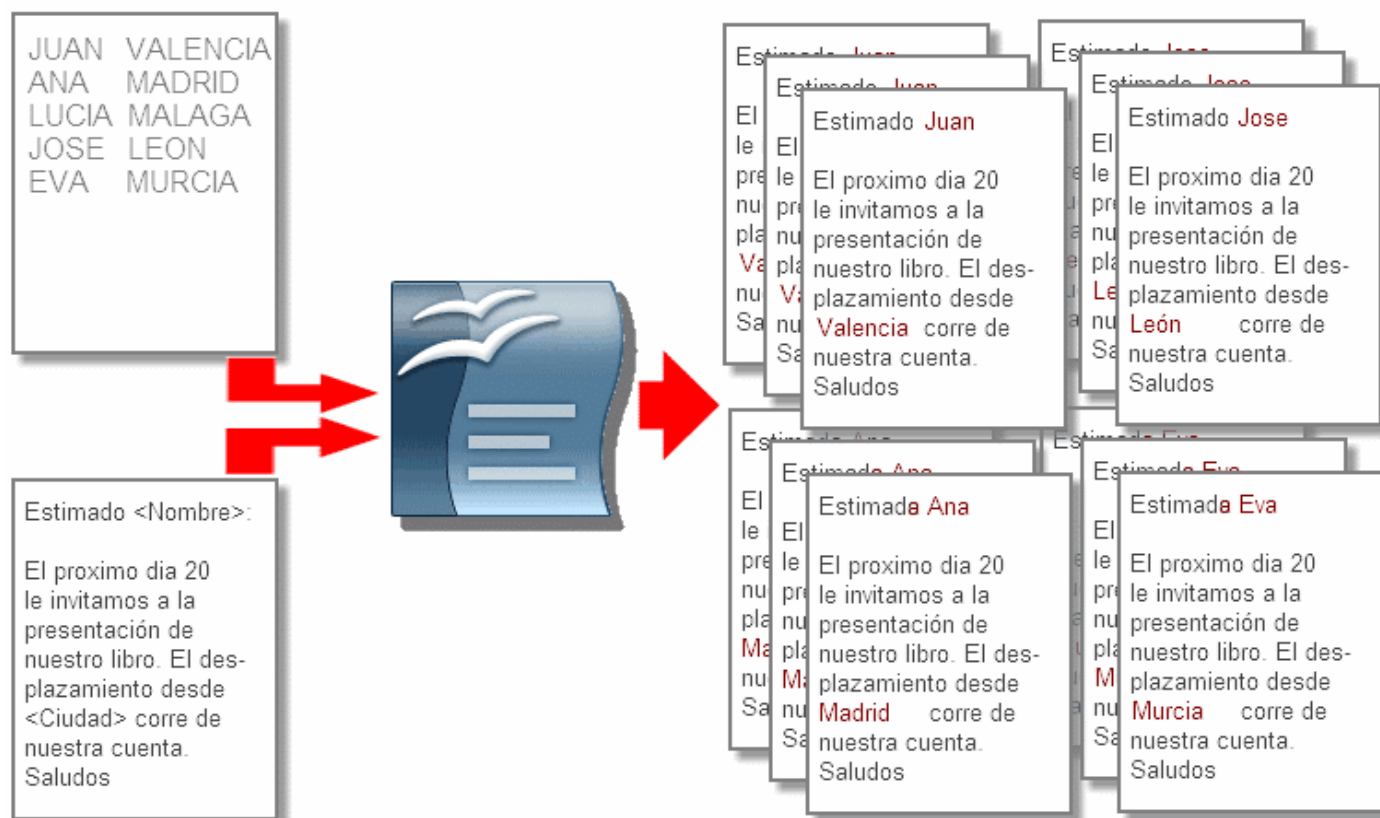 JUAN VALENCIA
ANA MADRID
LUCIA MALAGA
JOSE LEON
EVA MURCIA
Estimado <Nombre>:
El proximo dia 20
le invitamos a la
presentación de
nuestro libro. El des-
plazamiento desde
<Ciudad> corre de
nuestra cuenta.
Saludos
Estimado Juan
El proximo dia 20
le invitamos a la
presentación de
nuestro libro. El des-
plazamiento desde
Valencia corre de
nuestra cuenta.
Saludos
Estimado Jose
El proximo dia 20
le invitamos a la
presentación de
nuestro libro. El des-
plazamiento desde
León corre de
nuestra cuenta.
Saludos
Estimada Ana
El proximo dia 20
le invitamos a la
presentación de
nuestro libro. El des-
plazamiento desde
Madrid corre de
nuestra cuenta.
Saludos
Estimada Eva
El proximo dia 20
le invitamos a la
presentación de
nuestro libro. El des-
plazamiento desde
Murcia corre de
nuestra cuenta.
Saludos